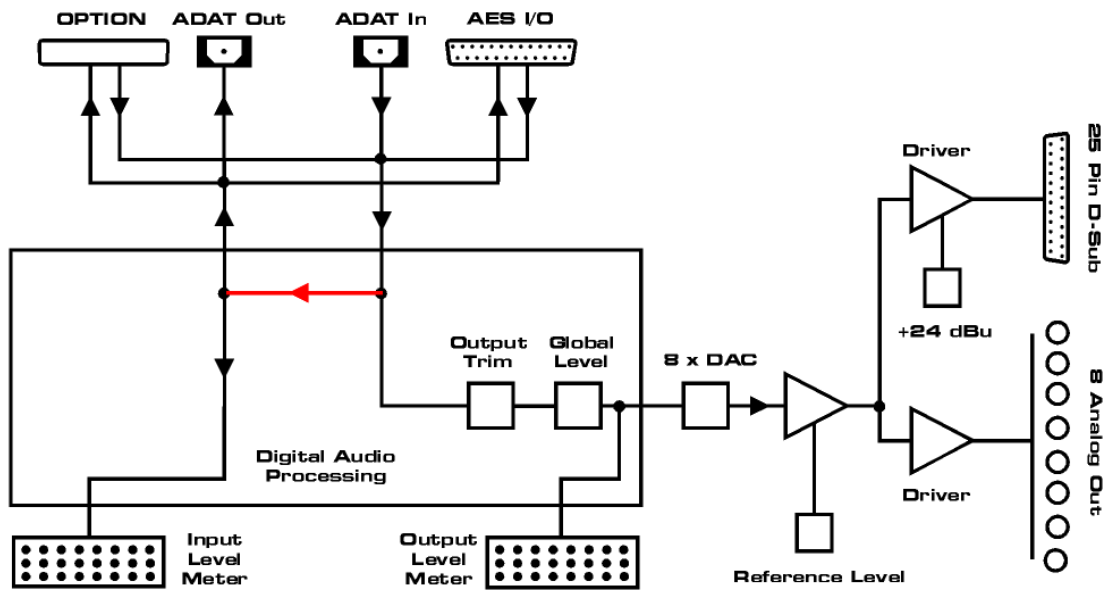 OPTION
ADAT Out
ADAT In
AES I/O
Driver
25 Pin D-Sub
+24 dBu
Output
Trim
Global
Level
8 x DAC
8 Analog Out
Digital Audio
Processing
Driver
Input
Level
Meter
Output
Level
Meter
Reference Level